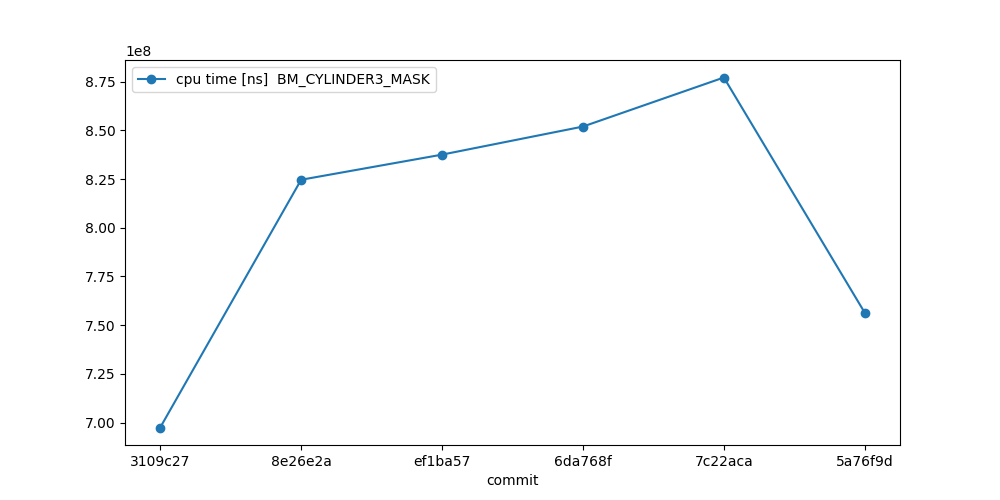 1e8
cpu time [ns]  BM_CYLINDER3_MASK
8.75
8.50
8.25
8.00
7.75
7.50
7.25
7.00
3109c27 8e26e2a ef1ba57 6da768f 7c22aca 5a76f9d
commit